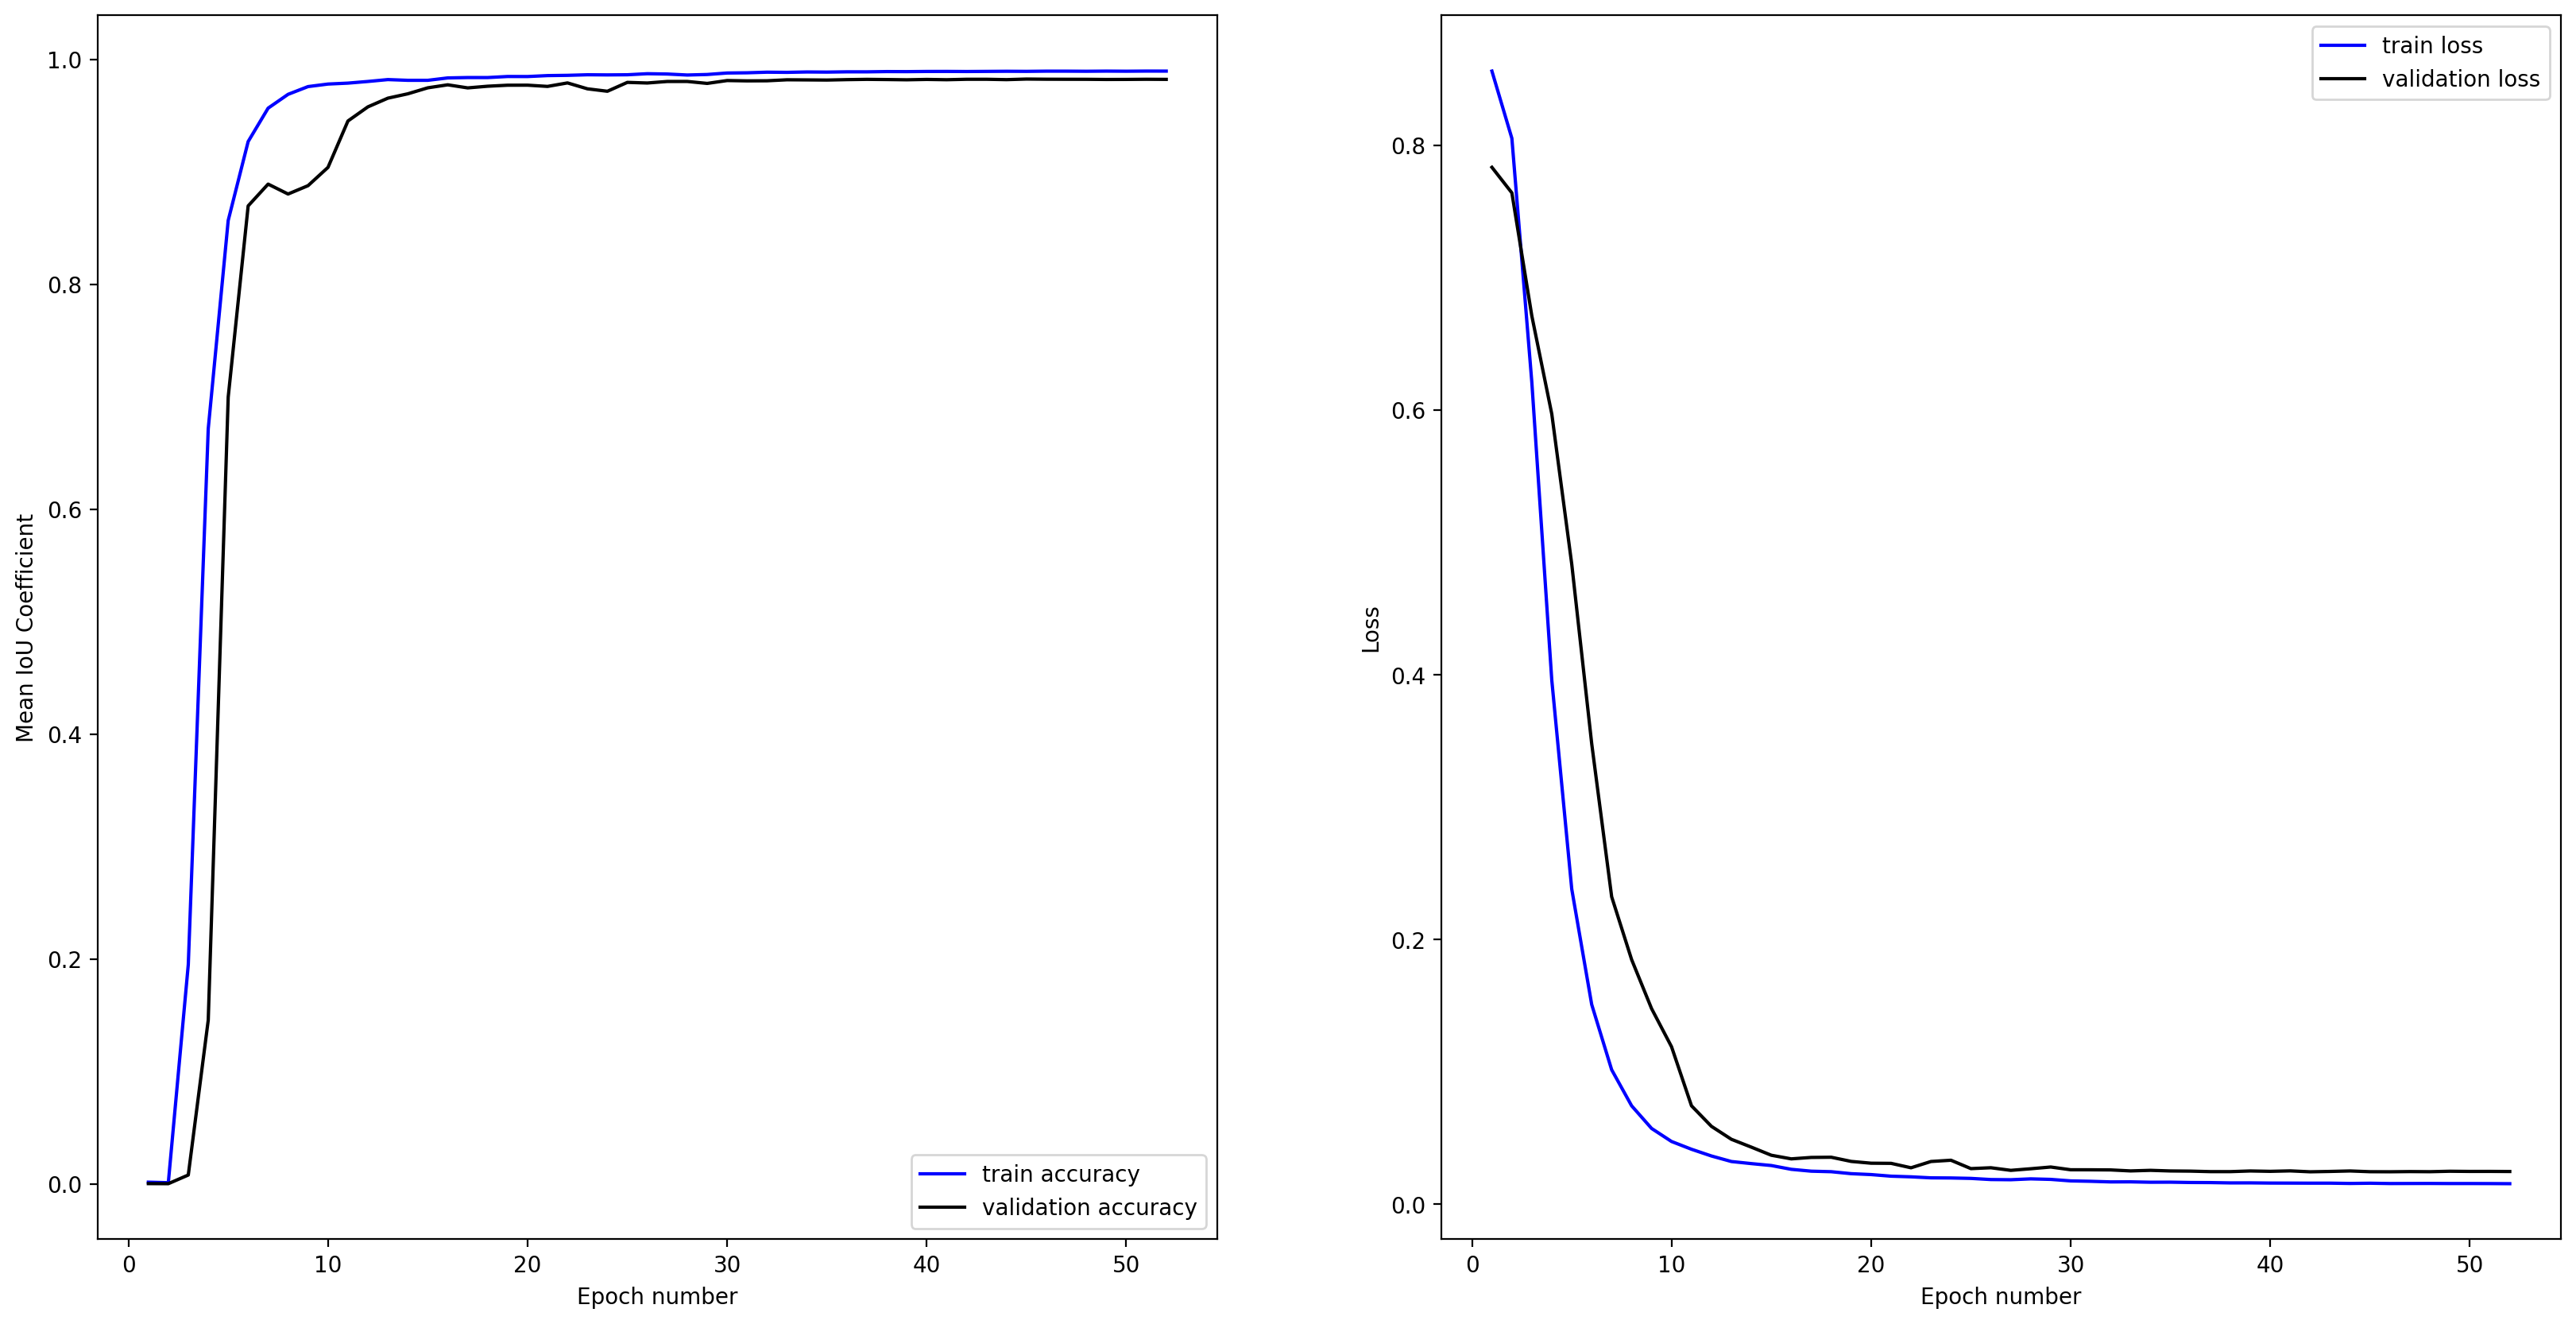 1.0
0.8
0.6
0.4
0.2
0.0
Mean IoU Coefficient
0 10 20 30 40 50
Epoch number
train accuracy
validation accuracy
0.8
0.6
0.4
0.2
0.0
Loss
0 10 20 30 40 50
Epoch number
train loss
validation loss